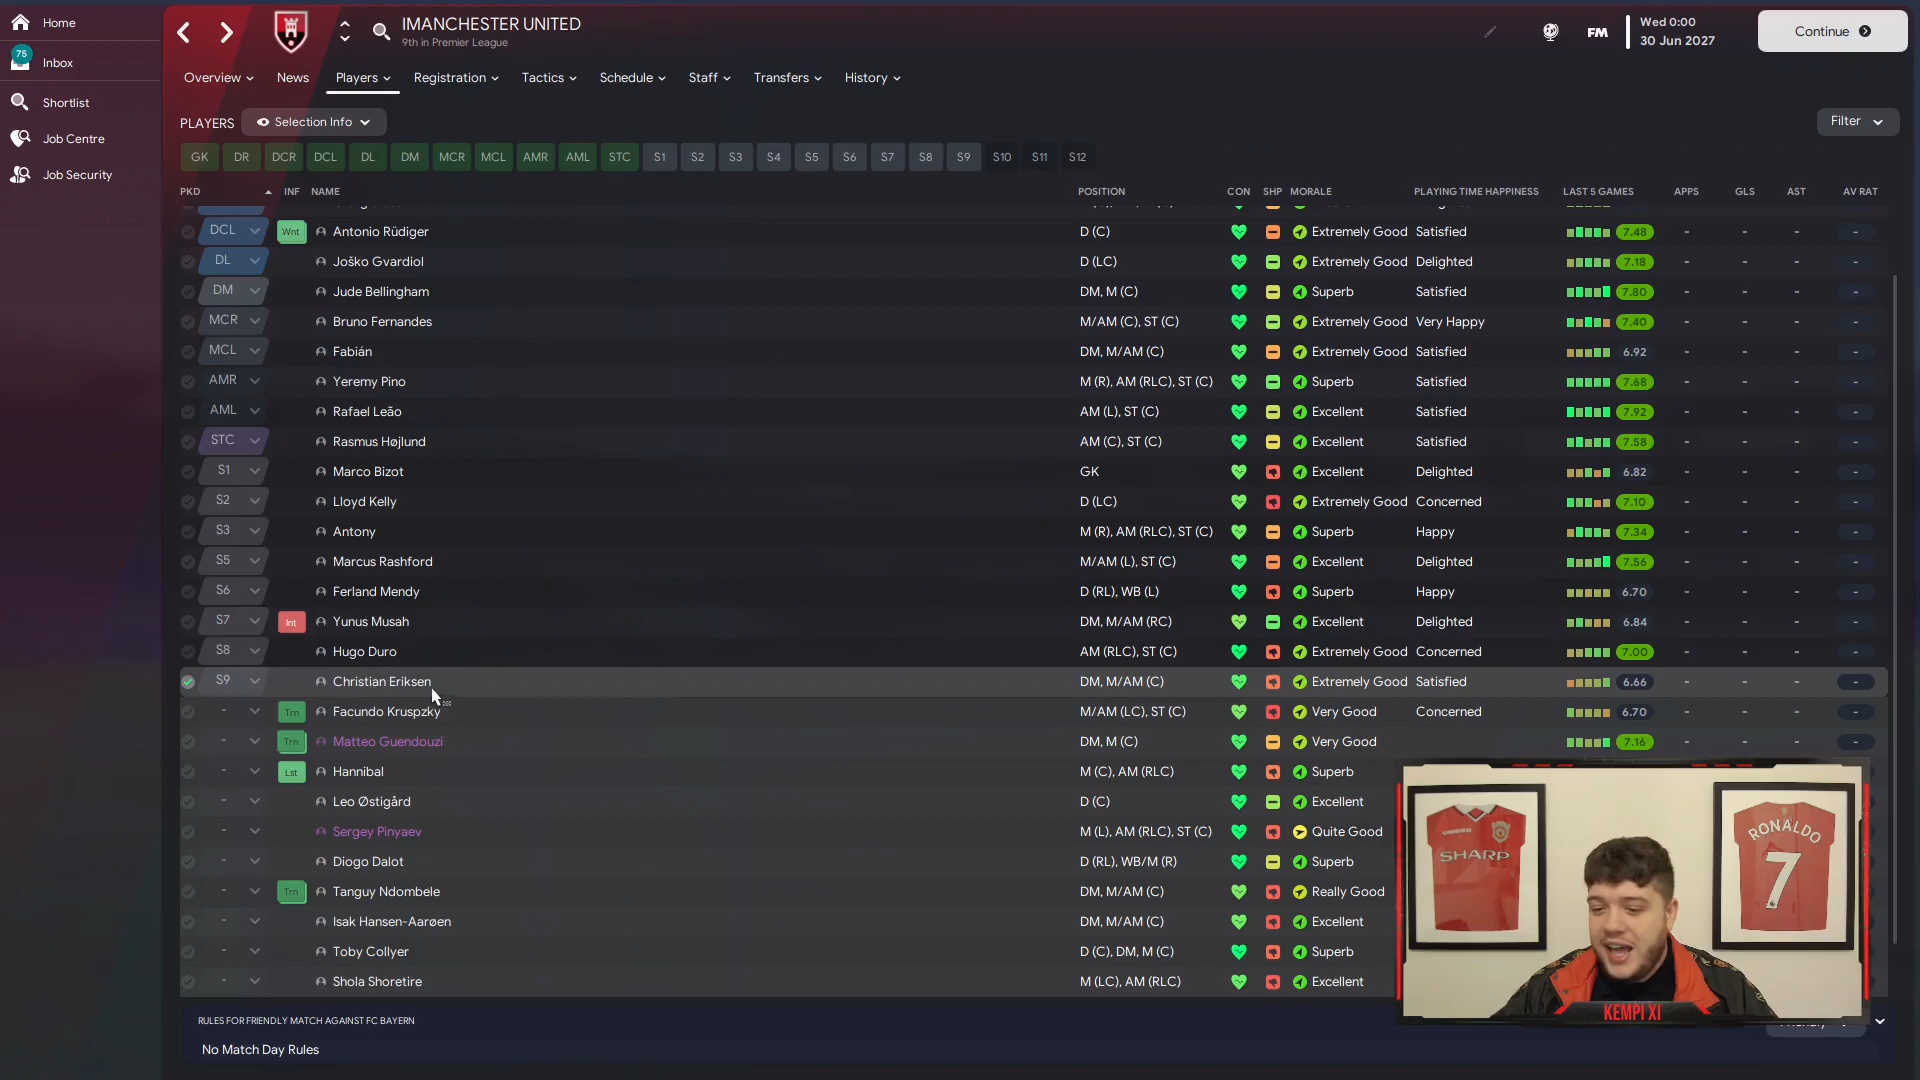 Home
75
Inbox
Shortlist
Job Centre
Job Security
IMANCHESTER UNITED
9th in Premier League
FM
Wed 0:00
30 Jun 2027
Continue
Overview News Players Registration Tactics Schedule Staff Transfers History
PLAYERS Selection Info Filter
GK DR DCR DCL DL DM MCR MCL AMR AML STC S1 S2 S3 S4 S5 S6 S7 S8 S9 S10 S11 S12
PKD INF NAME POSITION CON SHP MORALE PLAYING TIME HAPPINESS LAST 5 GAMES APPS GLS AST AV RAT
DCL Wnt Antonio Rüdiger D (C) Extremely Good Satisfied 7.48 - - - -
DL Joško Gvardiol D (LC) Extremely Good Delighted 7.18 - - - -
DM Jude Bellingham DM, M (C) Superb Satisfied 7.80 - - - -
MCR Bruno Fernandes M/AM (C), ST (C) Extremely Good Very Happy 7.40 - - - -
MCL Fabián DM, M/AM (C) Extremely Good Satisfied 6.92 - - - -
AMR Yeremy Pino M (R), AM (RLC), ST (C) Superb Satisfied 7.68 - - - -
AML Rafael Leão AM (L), ST (C) Excellent Satisfied 7.92 - - - -
STC Rasmus Højlund AM (C), ST (C) Excellent Satisfied 7.58 - - - -
S1 Marco Bizot GK Excellent Delighted 6.82 - - - -
S2 Lloyd Kelly D (LC) Extremely Good Concerned 7.10 - - - -
S3 Antony M (R), AM (RLC), ST (C) Superb Happy 7.34 - - - -
S5 Marcus Rashford M/AM (L), ST (C) Excellent Delighted 7.56 - - - -
S6 Ferland Mendy D (RL), WB (L) Superb Happy 6.70 - - - -
S7 Int Yunus Musah DM, M/AM (RC) Excellent Delighted 6.84 - - - -
S8 Hugo Duro AM (RLC), ST (C) Extremely Good Concerned 7.00 - - - -
S9 Christian Eriksen DM, M/AM (C) Extremely Good Satisfied 6.66 - - - -
- Trn Facundo Kruspzky M/AM (LC), ST (C) Very Good Concerned 6.70 - - - -
- Trn Matteo Guendouzi DM, M (C) Very Good 7.16 - - - -
- Lst Hannibal M (C), AM (RLC) Superb
- Leo Østigård D (C) Excellent
- Sergey Pinyaev M (L), AM (RLC), ST (C) Quite Good
- Diogo Dalot D (RL), WB/M (R) Superb
- Trn Tanguy Ndombele DM, M/AM (C) Really Good
- Isak Hansen-Aarøen DM, M/AM (C) Excellent
- Toby Collyer D (C), DM, M (C) Superb
- Shola Shoretire M (LC), AM (RLC) Excellent
UMBRO
SHARP
RONALDO
7
KEMPI XI
RULES FOR FRIENDLY MATCH AGAINST FC BAYERN
No Match Day Rules